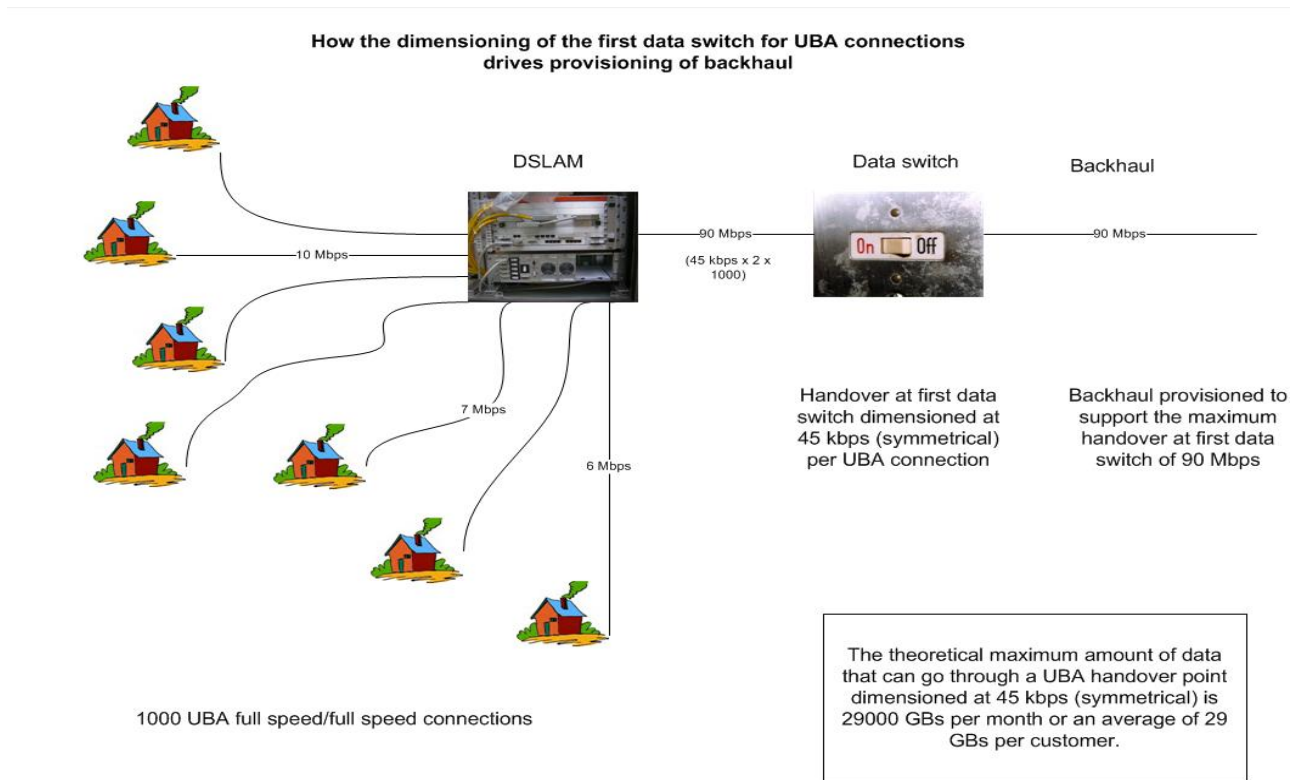 How the dimensioning of the first data switch for UBA connections
drives provisioning of backhaul
DSLAM
Data switch
Backhaul
10 Mbps
90 Mbps
(45 kbps x 2 x
1000)
On
Off
90 Mbps
7 Mbps
6 Mbps
Handover at first data
switch dimensioned at
45 kbps (symmetrical)
per UBA connection
Backhaul provisioned to
support the maximum
handover at first data
switch of 90 Mbps
1000 UBA full speed/full speed connections
The theoretical maximum amount of data
that can go through a UBA handover point
dimensioned at 45 kbps (symmetrical) is
29000 GBs per month or an average of 29
GBs per customer.